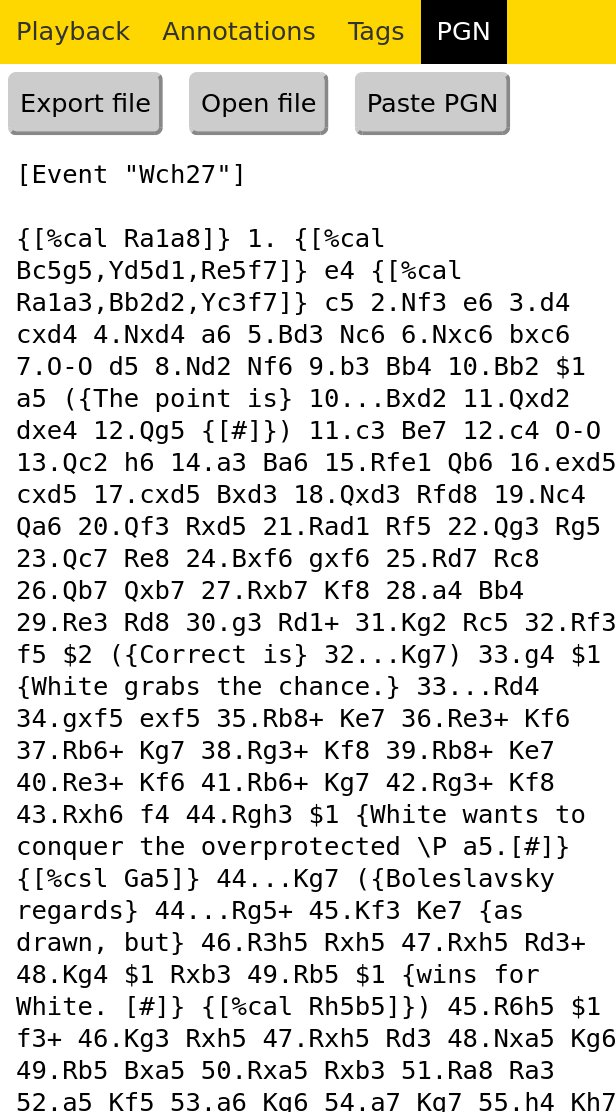 Playback Annotations Tags PGN
Export file Open file Paste PGN
[Event "Wch27"]
{[%cal Ra1a8]} 1. {[%cal
Bc5g5,Yd5d1,Re5f7]} e4 {[%cal
Ra1a3,Bb2d2,Yc3f7]} c5 2.Nf3 e6 3.d4
cxd4 4.Nxd4 a6 5.Bd3 Nc6 6.Nxc6 bxc6
7.O-O d5 8.Nd2 Nf6 9.b3 Bb4 10.Bb2 $1
a5 ({The point is} 10...Bxd2 11.Qxd2
dxe4 12.Qg5 {[#]}) 11.c3 Be7 12.c4 O-O
13.Qc2 h6 14.a3 Ba6 15.Rfe1 Qb6 16.exd5
cxd5 17.cxd5 Bxd3 18.Qxd3 Rfd8 19.Nc4
Qa6 20.Qf3 Rxd5 21.Rad1 Rf5 22.Qg3 Rg5
23.Qc7 Re8 24.Bxf6 gxf6 25.Rd7 Rc8
26.Qb7 Qxb7 27.Rxb7 Kf8 28.a4 Bb4
29.Re3 Rd8 30.g3 Rd1+ 31.Kg2 Rc5 32.Rf3
f5 $2 ({Correct is} 32...Kg7) 33.g4 $1
{White grabs the chance.} 33...Rd4
34.gxf5 exf5 35.Rb8+ Ke7 36.Re3+ Kf6
37.Rb6+ Kg7 38.Rg3+ Kf8 39.Rb8+ Ke7
40.Re3+ Kf6 41.Rb6+ Kg7 42.Rg3+ Kf8
43.Rxh6 f4 44.Rgh3 $1 {White wants to
conquer the overprotected \P a5.[#]}
{[%csl Ga5]} 44...Kg7 ({Boleslavsky
regards} 44...Rg5+ 45.Kf3 Ke7 {as
drawn, but} 46.R3h5 Rxh5 47.Rxh5 Rd3+
48.Kg4 $1 Rxb3 49.Rb5 $1 {wins for
White. [#]} {[%cal Rh5b5]}) 45.R6h5 $1
f3+ 46.Kg3 Rxh5 47.Rxh5 Rd3 48.Nxa5 Kg6
49.Rb5 Bxa5 50.Rxa5 Rxb3 51.Ra8 Ra3
52.a5 Kf5 53.a6 Kg6 54.a7 Kg7 55.h4 Kh7